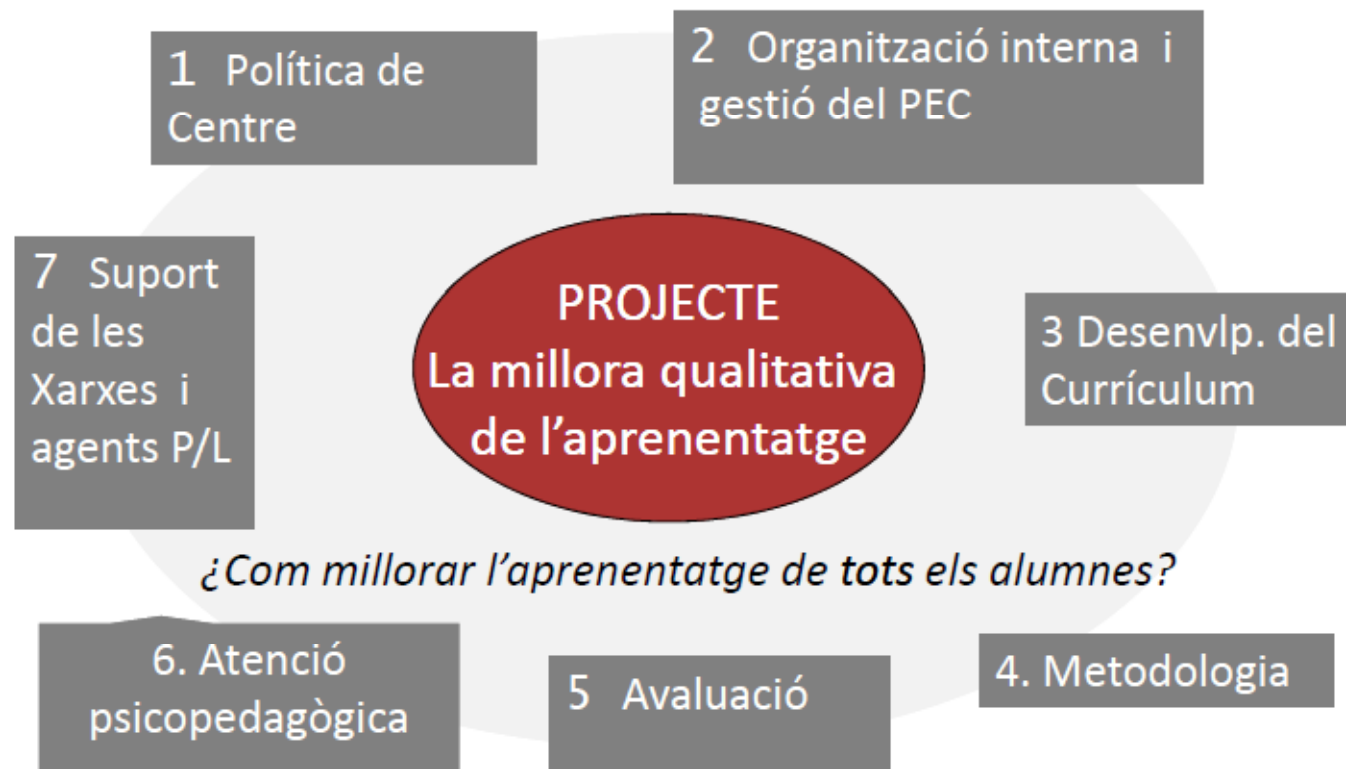 1 Política de
Centre
2 Organització interna i
gestió del PEC
7 Suport
de les
Xarxes i
agents P/L
PROJECTE
La millora qualitativa
de l'aprenentatge
3 Desenvlp. del
Currículum
¿Com millorar l'aprenentatge de tots els alumnes?
6. Atenció
psicopedagògica
5 Avaluació
4. Metodologia